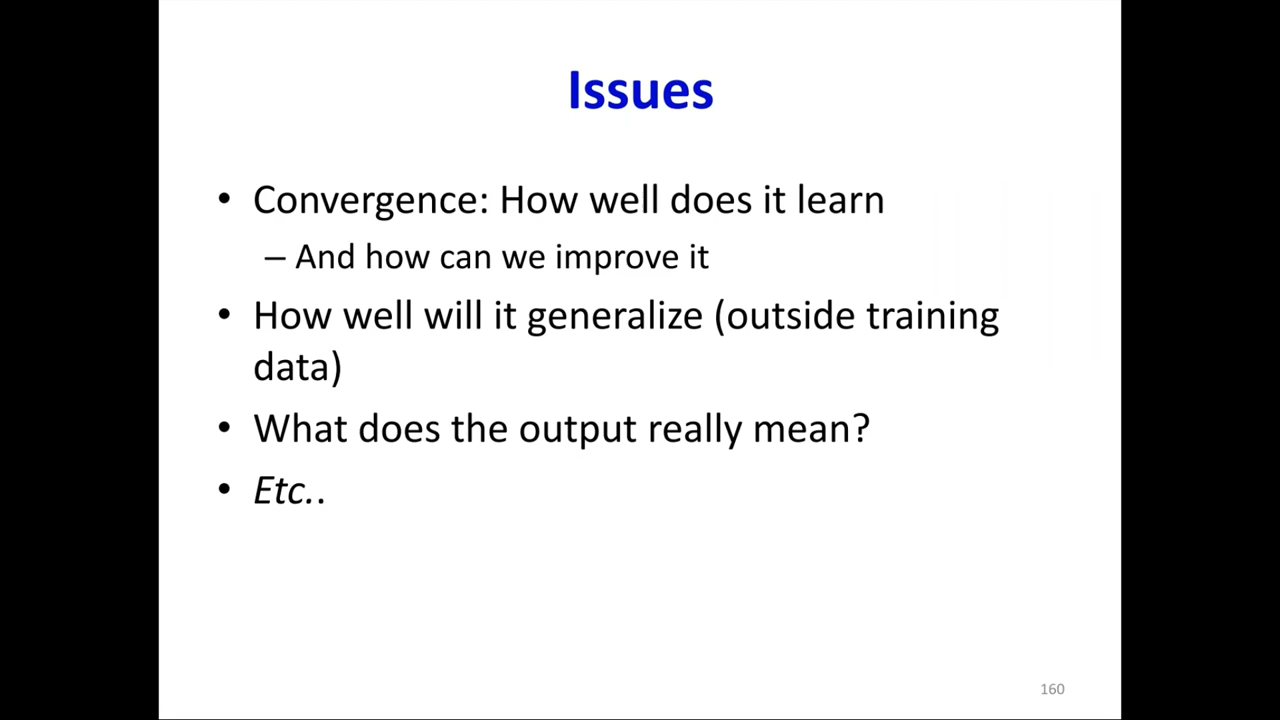 Issues
• Convergence: How well does it learn
– And how can we improve it
• How well will it generalize (outside training
data)
• What does the output really mean?
• Etc..
160